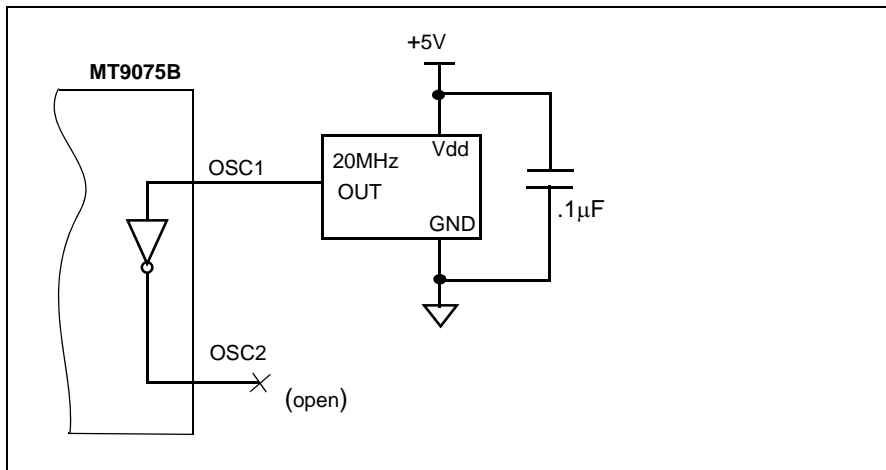 +5V
MT9075B
Vdd
OSC1
20MHz
OUT
.1µF
GND
OSC2
(open)